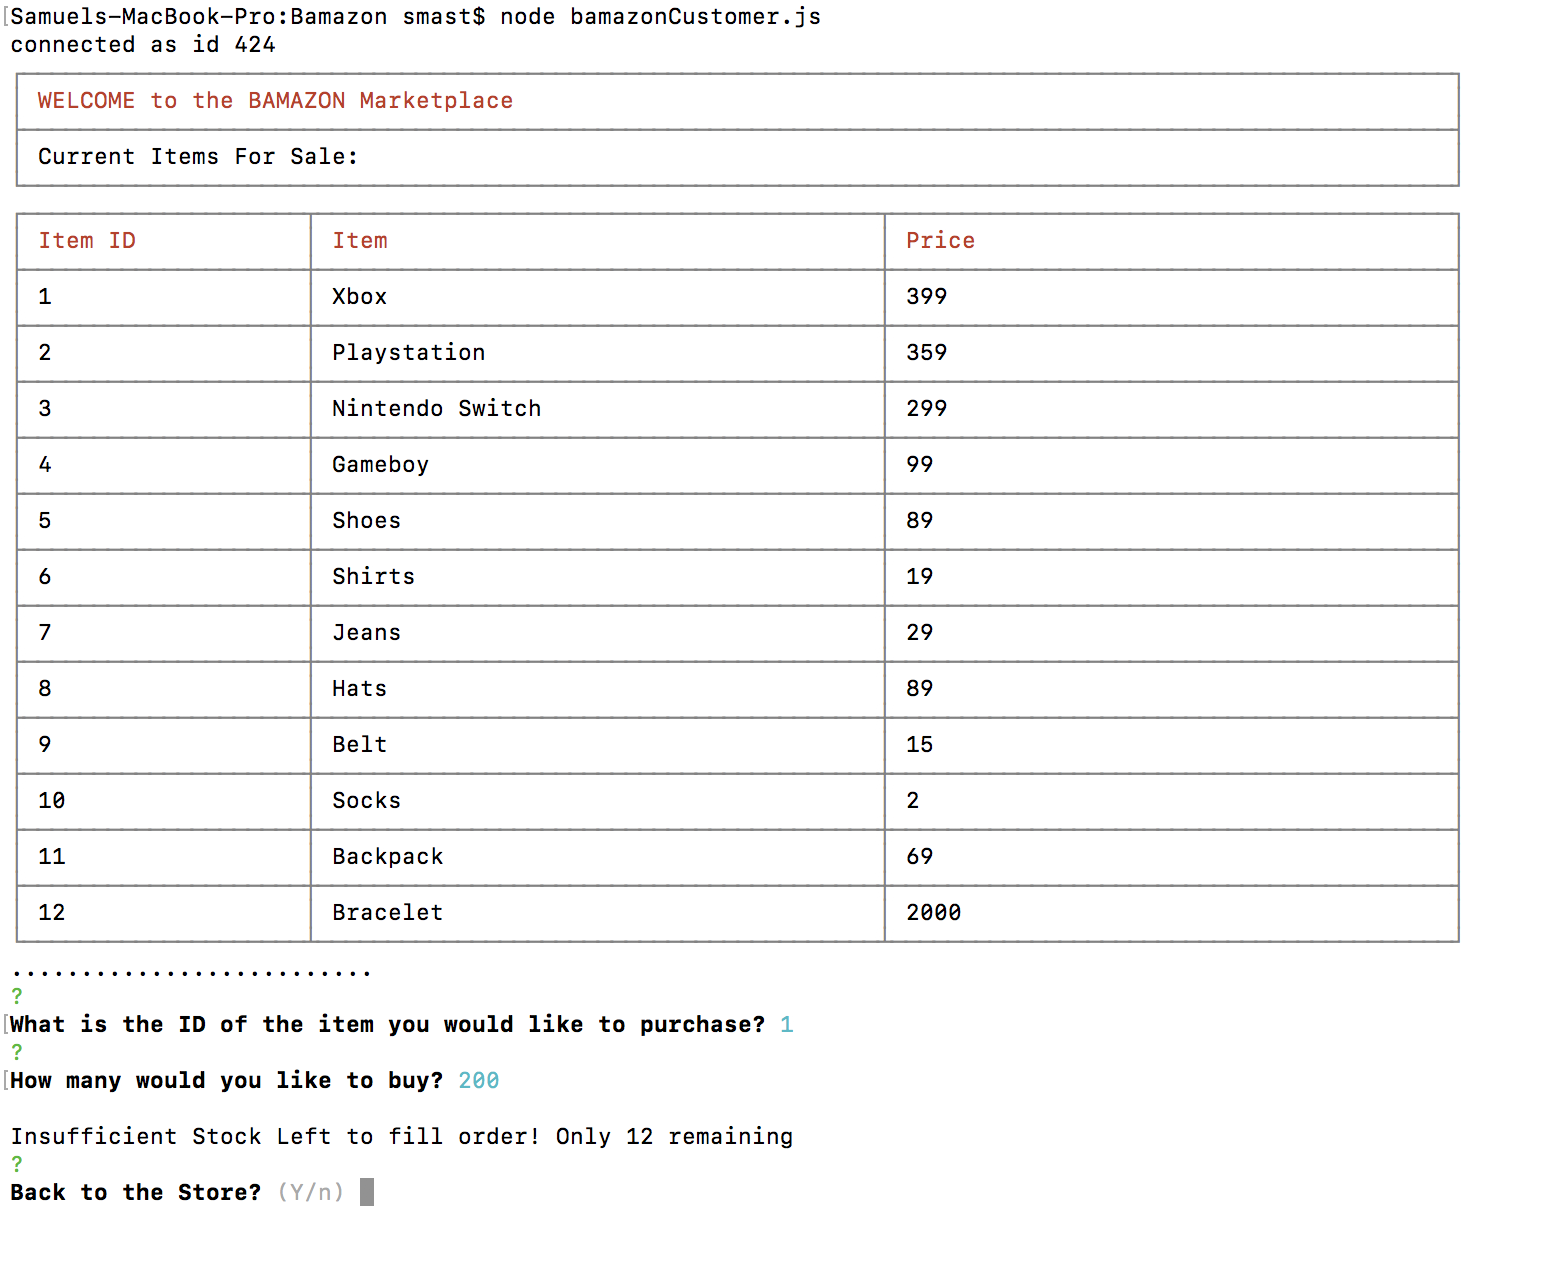 [Samuels-MacBook-Pro:Bamazon smast$ node bamazonCustomer.js
connected as id 424
WELCOME to the BAMAZON Marketplace
Current Items For Sale:
Item ID Item Price
1 Xbox 399
2 Playstation 359
3 Nintendo Switch 299
4 Gameboy 99
5 Shoes 89
6 Shirts 19
7 Jeans 29
8 Hats 89
9 Belt 15
10 Socks 2
11 Backpack 69
12 Bracelet 2000
..........................
?
[What is the ID of the item you would like to purchase? 1
?
[How many would you like to buy? 200
Insufficient Stock Left to fill order! Only 12 remaining
?
Back to the Store? (Y/n)